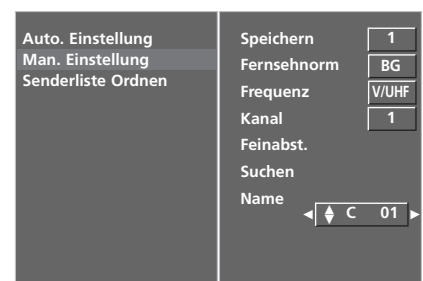 Auto. Einstellung
Man. Einstellung
Senderliste Ordnen
Speichern 1
Fernsehnorm BG
Frequenz V/UHF
Kanal 1
Feinabst.
Suchen
Name
C 01